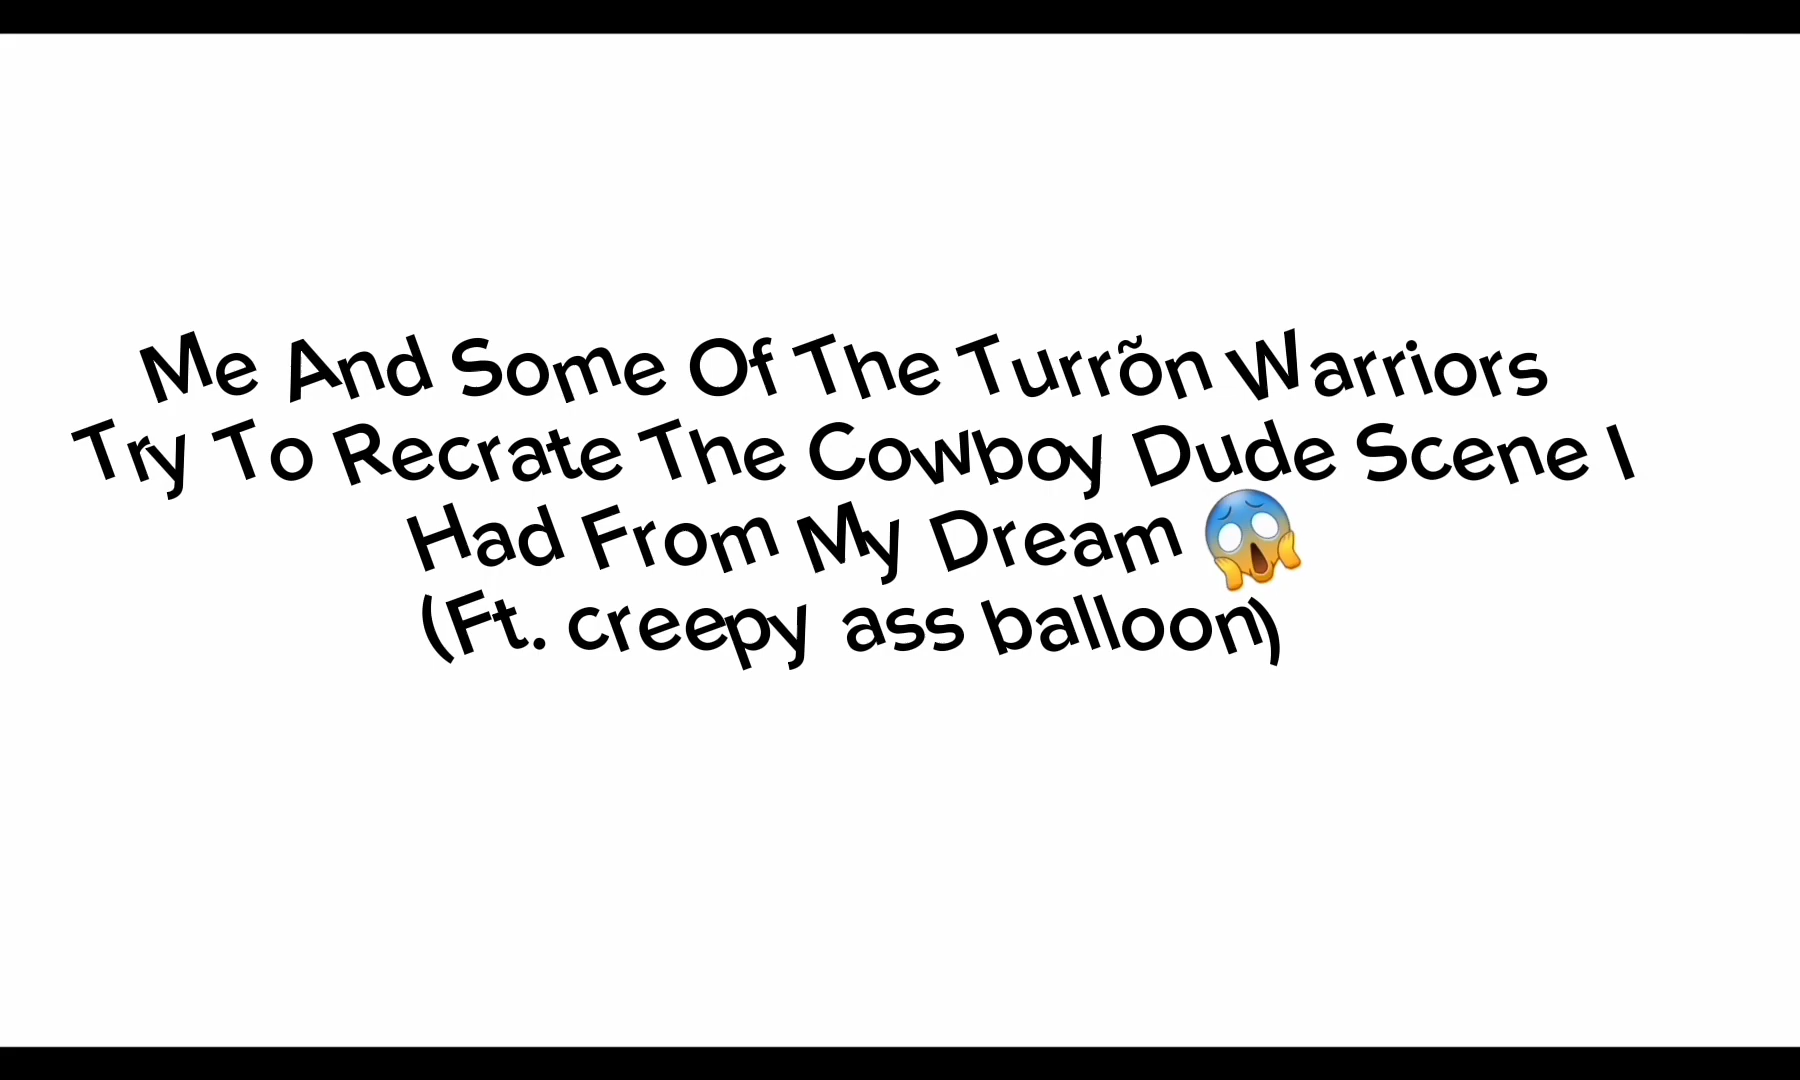 Me And Some Of The Turrõn Warriors
Try To Recrate The Cowboy Dude Scene I
Had From My Dream 😱
(Ft. creepy ass balloon)